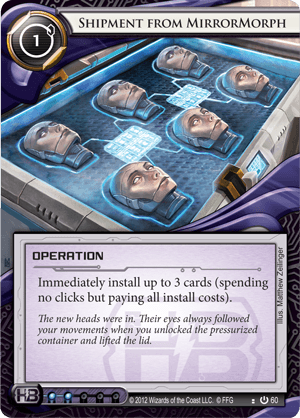 Shipment from MirrorMorph
1
OPERATION
Immediately install up to 3 cards (spending
no clicks but paying all install costs).
The new heads were in. Their eyes always followed
your movements when you unlocked the pressurized
container and lifted the lid.
Illus. Matthew Zeilinger
HB
© 2012 Wizards of the Coast LLC. © FFG
60